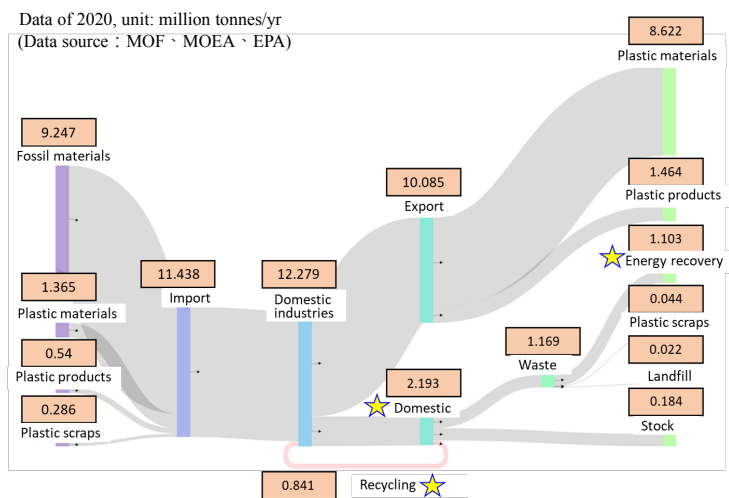 Data of 2020, unit: million tonnes/yr
(Data source：MOF、MOEA、EPA)
8.622
Plastic materials
9.247
Fossil materials
10.085
Export
1.464
Plastic products
1.103
Energy recovery
11.438
Import
12.279
Domestic
industries
1.365
Plastic materials
0.044
Plastic scraps
0.54
Plastic products
1.169
Waste
0.022
Landfill
0.286
Plastic scraps
2.193
Domestic
0.184
Stock
0.841
Recycling